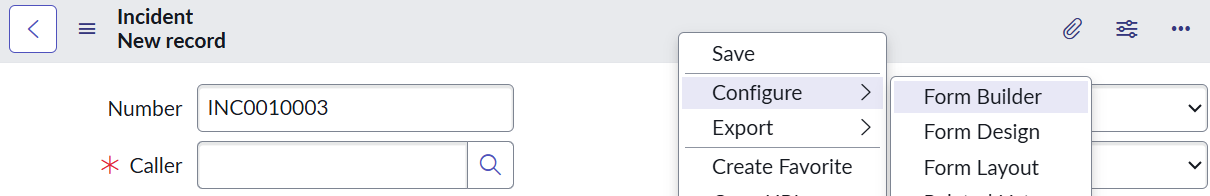 Incident
New record
Save
Configure
Form Builder
Number
INC0010003
Export
Form Design
Caller
Create Favorite
Form Layout